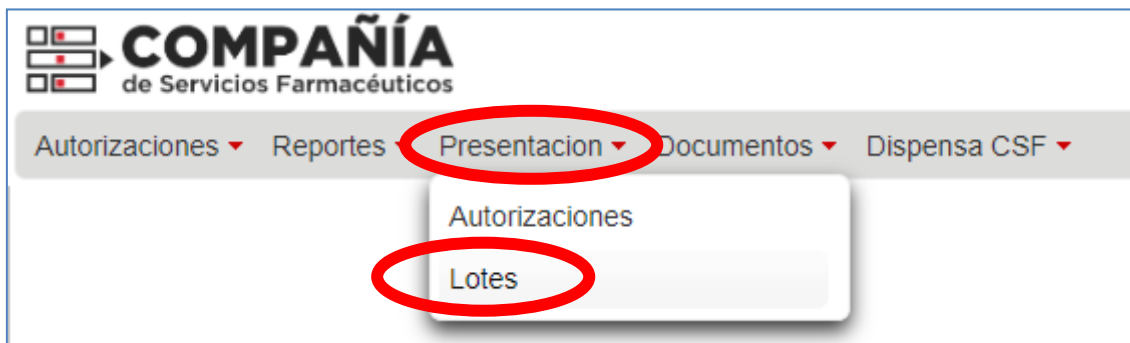 COMPAÑÍA
de Servicios Farmacéuticos
Autorizaciones Reportes Presentacion Documentos Dispensa CSF
Autorizaciones
Lotes